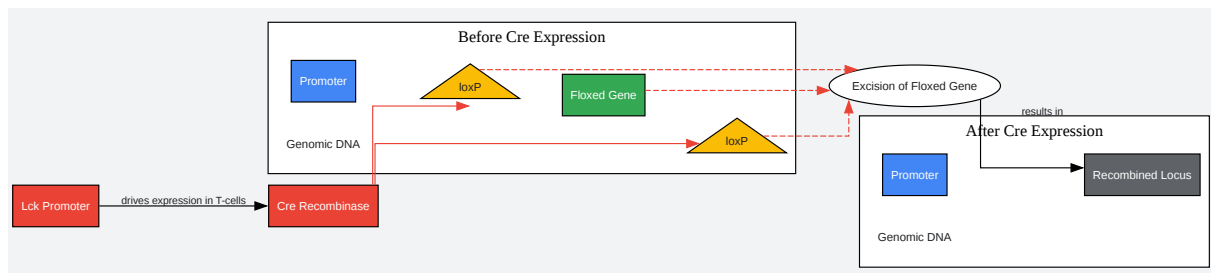 Before Cre Expression
Promoter
loxP
Floxed Gene
Excision of Floxed Gene
results in
Genomic DNA
loxP
After Cre Expression
Promoter
Recombined Locus
Lck Promoter
drives expression in T-cells
Cre Recombinase
Genomic DNA